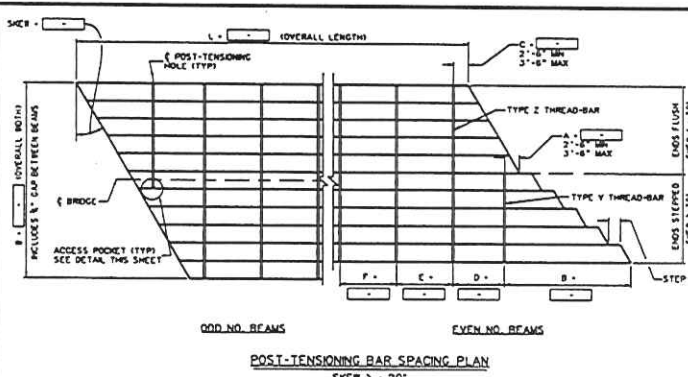 SKEW =
L = (OVERALL LENGTH)
C =
2'-6" MIN
3'-6" MAX
℄ POST-TENSIONING
HOLE (TYP)
TYPE Z THREAD-BAR
A =
2'-6" MIN
3'-6" MAX
TYPE Y THREAD-BAR
ENDS FLUSH
ENDS STEPPED
W = (OVERALL WIDTH)
INCLUDES ¼" GAP BETWEEN BEAMS
℄ BRIDGE
ACCESS POCKET (TYP)
SEE DETAIL THIS SHEET
STEP
F =
E =
D =
B =
ODD NO. BEAMS
EVEN NO. BEAMS
POST-TENSIONING BAR SPACING PLAN